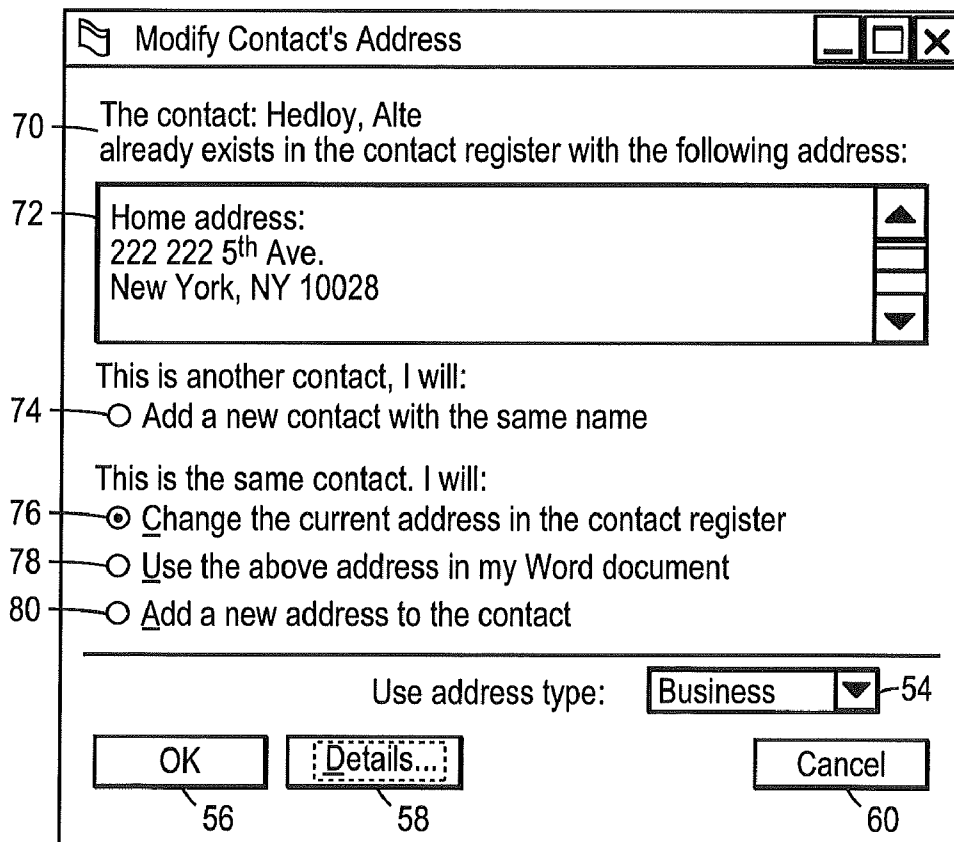 Modify Contact's Address
70
The contact: Hedloy, Alte
already exists in the contact register with the following address:
72
Home address:
222 222 5th Ave.
New York, NY 10028
This is another contact, I will:
74
Add a new contact with the same name
This is the same contact. I will:
76
Change the current address in the contact register
78
Use the above address in my Word document
80
Add a new address to the contact
Use address type:
Business
54
OK
Details...
Cancel
56
58
60